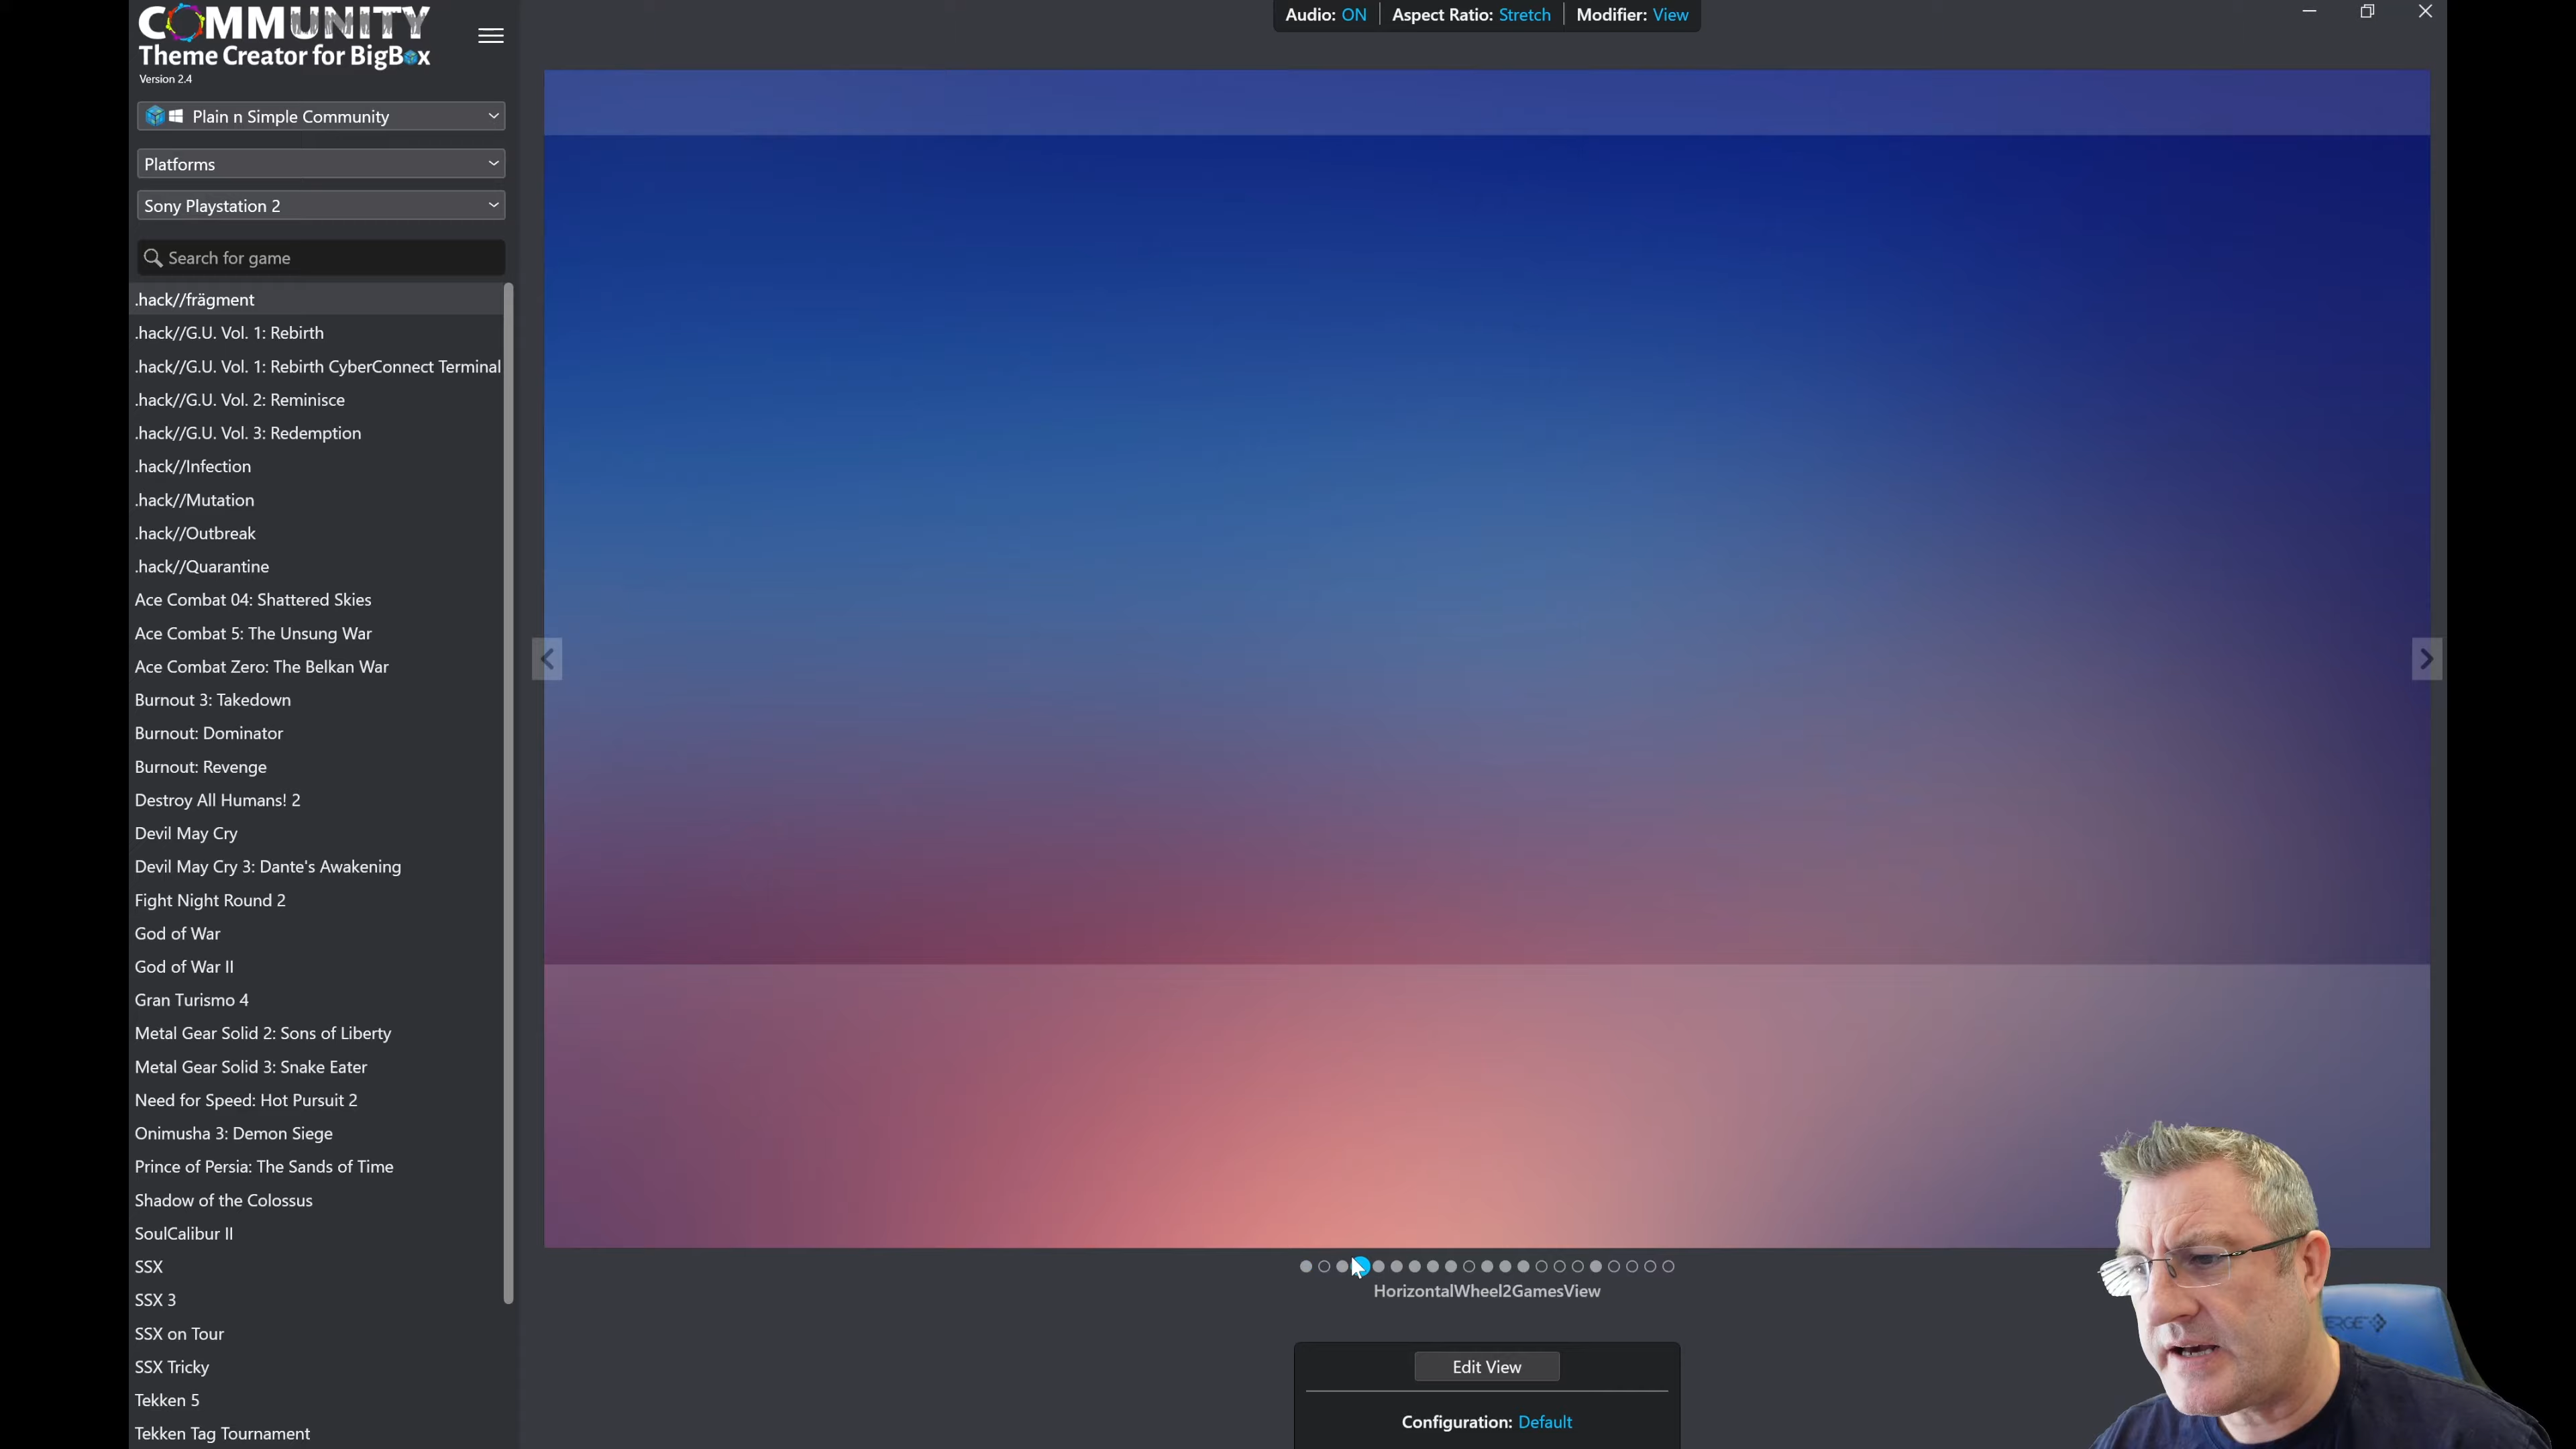 COMMUNITY
Theme Creator for BigBox
Version 2.4
Plain n Simple Community
Platforms
Sony Playstation 2
Search for game
.hack//frägment
.hack//G.U. Vol. 1: Rebirth
.hack//G.U. Vol. 1: Rebirth CyberConnect Terminal
.hack//G.U. Vol. 2: Reminisce
.hack//G.U. Vol. 3: Redemption
.hack//Infection
.hack//Mutation
.hack//Outbreak
.hack//Quarantine
Ace Combat 04: Shattered Skies
Ace Combat 5: The Unsung War
Ace Combat Zero: The Belkan War
Burnout 3: Takedown
Burnout: Dominator
Burnout: Revenge
Destroy All Humans! 2
Devil May Cry
Devil May Cry 3: Dante's Awakening
Fight Night Round 2
God of War
God of War II
Gran Turismo 4
Metal Gear Solid 2: Sons of Liberty
Metal Gear Solid 3: Snake Eater
Need for Speed: Hot Pursuit 2
Onimusha 3: Demon Siege
Prince of Persia: The Sands of Time
Shadow of the Colossus
SoulCalibur II
SSX
SSX 3
SSX on Tour
SSX Tricky
Tekken 5
Tekken Tag Tournament
Audio: ON Aspect Ratio: Stretch Modifier: View
HorizontalWheel2GamesView
Edit View
Configuration: Default